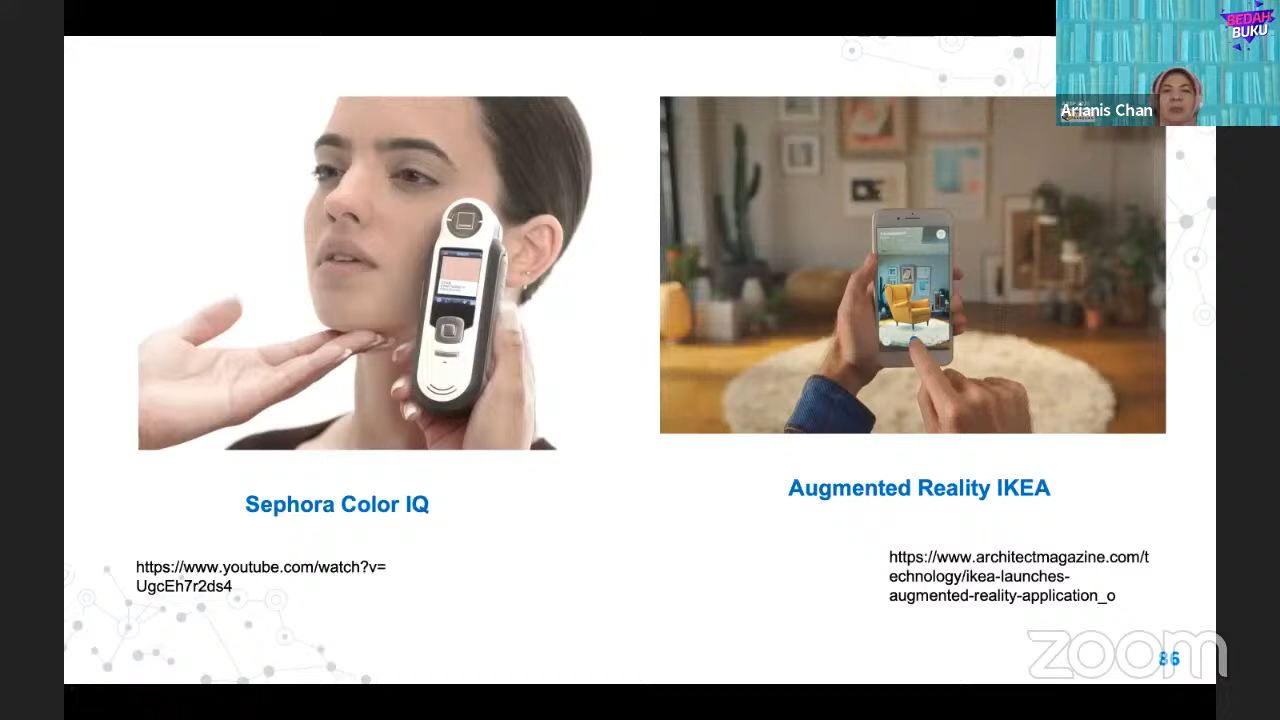 BEDAH
BUKU
Arianis Chan
Sephora Color IQ
Augmented Reality IKEA
https://www.youtube.com/watch?v=
UgcEh7r2ds4
https://www.architectmagazine.com/t
echnology/ikea-launches-
augmented-reality-application_o
zoom
86